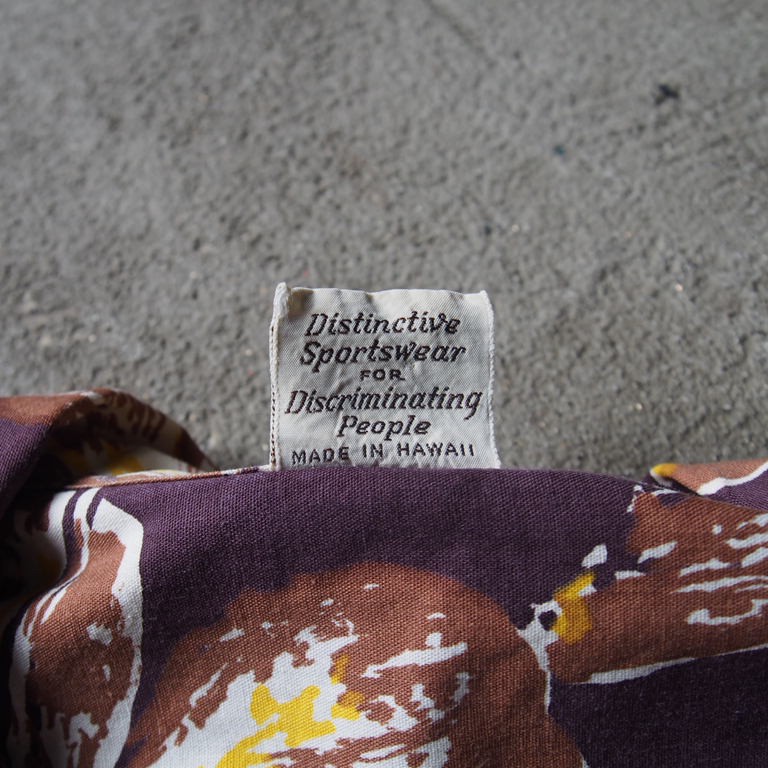 Distinctive
Sportswear
FOR
Discriminating
People
MADE IN HAWAII